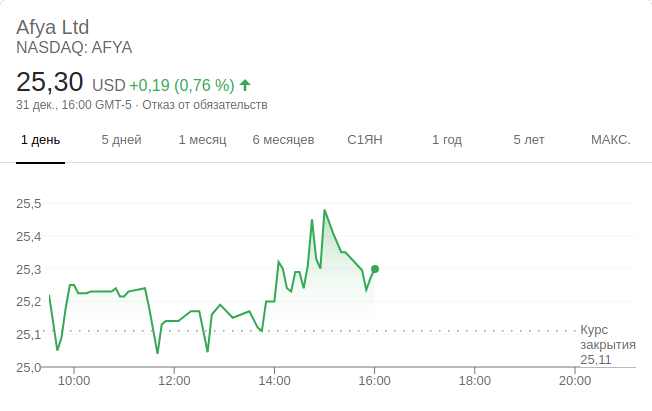 Afya Ltd
NASDAQ: AFYA
25,30 USD +0,19 (0,76 %)
31 дек., 16:00 GMT-5 · Отказ от обязательств
1 день 5 дней 1 месяц 6 месяцев С1ЯН 1 год 5 лет МАКС.
25,5
25,4
25,3
25,2
25,1
Курс
закрытия
25,11
25,0
10:00 12:00 14:00 16:00 18:00 20:00